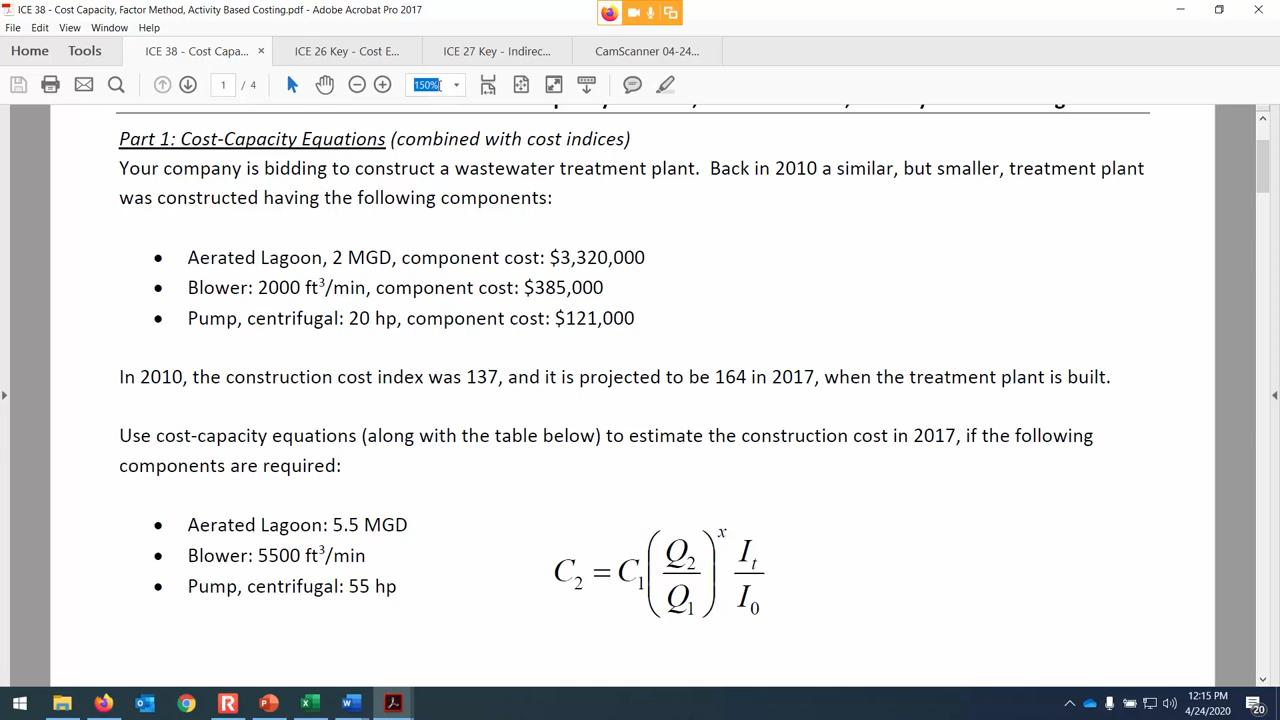 ICE 38 - Cost Capacity, Factor Method, Activity Based Costing.pdf - Adobe Acrobat Pro 2017
File Edit View Window Help
Home Tools ICE 38 - Cost Capa... × ICE 26 Key - Cost E... ICE 27 Key - Indirec... CamScanner 04-24...
1 / 4 150%
Part 1: Cost-Capacity Equations (combined with cost indices)
Your company is bidding to construct a wastewater treatment plant. Back in 2010 a similar, but smaller, treatment plant
was constructed having the following components:
• Aerated Lagoon, 2 MGD, component cost: $3,320,000
• Blower: 2000 ft³/min, component cost: $385,000
• Pump, centrifugal: 20 hp, component cost: $121,000
In 2010, the construction cost index was 137, and it is projected to be 164 in 2017, when the treatment plant is built.
Use cost-capacity equations (along with the table below) to estimate the construction cost in 2017, if the following
components are required:
• Aerated Lagoon: 5.5 MGD
• Blower: 5500 ft³/min
• Pump, centrifugal: 55 hp
C₂ = C₁ (Q₂/Q₁)ˣ Iₜ/I₀
12:15 PM
4/24/2020
20